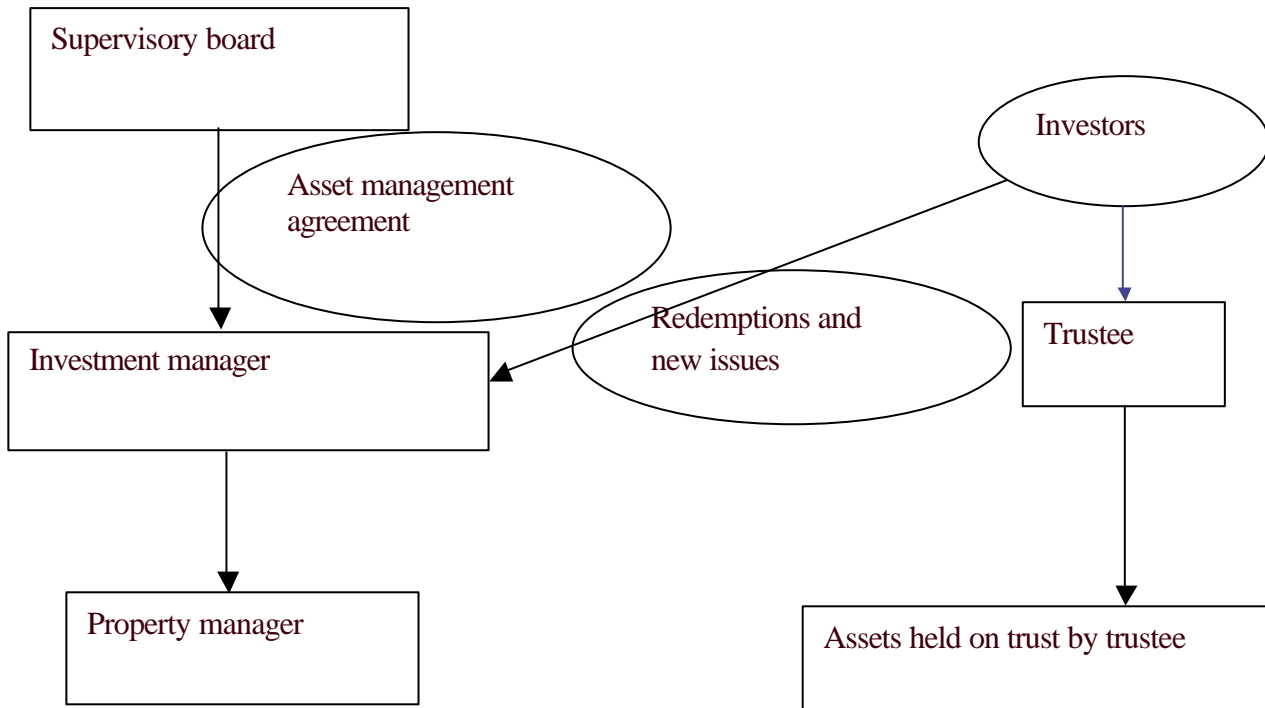 Supervisory board
Investors
Asset management
agreement
Redemptions and
new issues
Trustee
Investment manager
Property manager
Assets held on trust by trustee